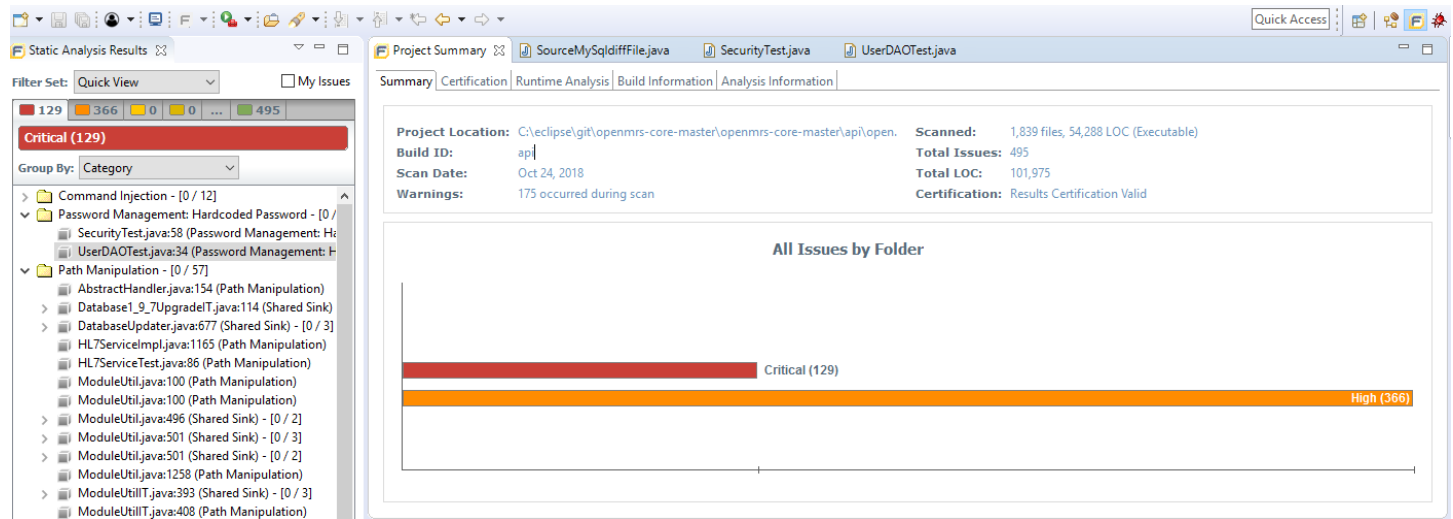 Quick Access
Static Analysis Results
Filter Set: Quick View My Issues
129 366 0 0 ... 495
Critical (129)
Group By: Category
Command Injection - [0 / 12]
Password Management: Hardcoded Password - [0 /
SecurityTest.java:58 (Password Management: Ha
UserDAOTest.java:34 (Password Management: H
Path Manipulation - [0 / 57]
AbstractHandler.java:154 (Path Manipulation)
Database1_9_7UpgradeIT.java:114 (Shared Sink)
DatabaseUpdater.java:677 (Shared Sink) - [0 / 3]
HL7ServiceImpl.java:1165 (Path Manipulation)
HL7ServiceTest.java:86 (Path Manipulation)
ModuleUtil.java:100 (Path Manipulation)
ModuleUtil.java:100 (Path Manipulation)
ModuleUtil.java:496 (Shared Sink) - [0 / 2]
ModuleUtil.java:501 (Shared Sink) - [0 / 3]
ModuleUtil.java:501 (Shared Sink) - [0 / 2]
ModuleUtil.java:1258 (Path Manipulation)
ModuleUtilIT.java:393 (Shared Sink) - [0 / 3]
ModuleUtilIT.java:408 (Path Manipulation)
Project Summary SourceMySqldiffFile.java SecurityTest.java UserDAOTest.java
Summary Certification Runtime Analysis Build Information Analysis Information
Project Location: C:\eclipse\git\openmrs-core-master\openmrs-core-master\api\open. Scanned: 1,839 files, 54,288 LOC (Executable)
Build ID: api Total Issues: 495
Scan Date: Oct 24, 2018 Total LOC: 101,975
Warnings: 175 occurred during scan Certification: Results Certification Valid
All Issues by Folder
Critical (129)
High (366)